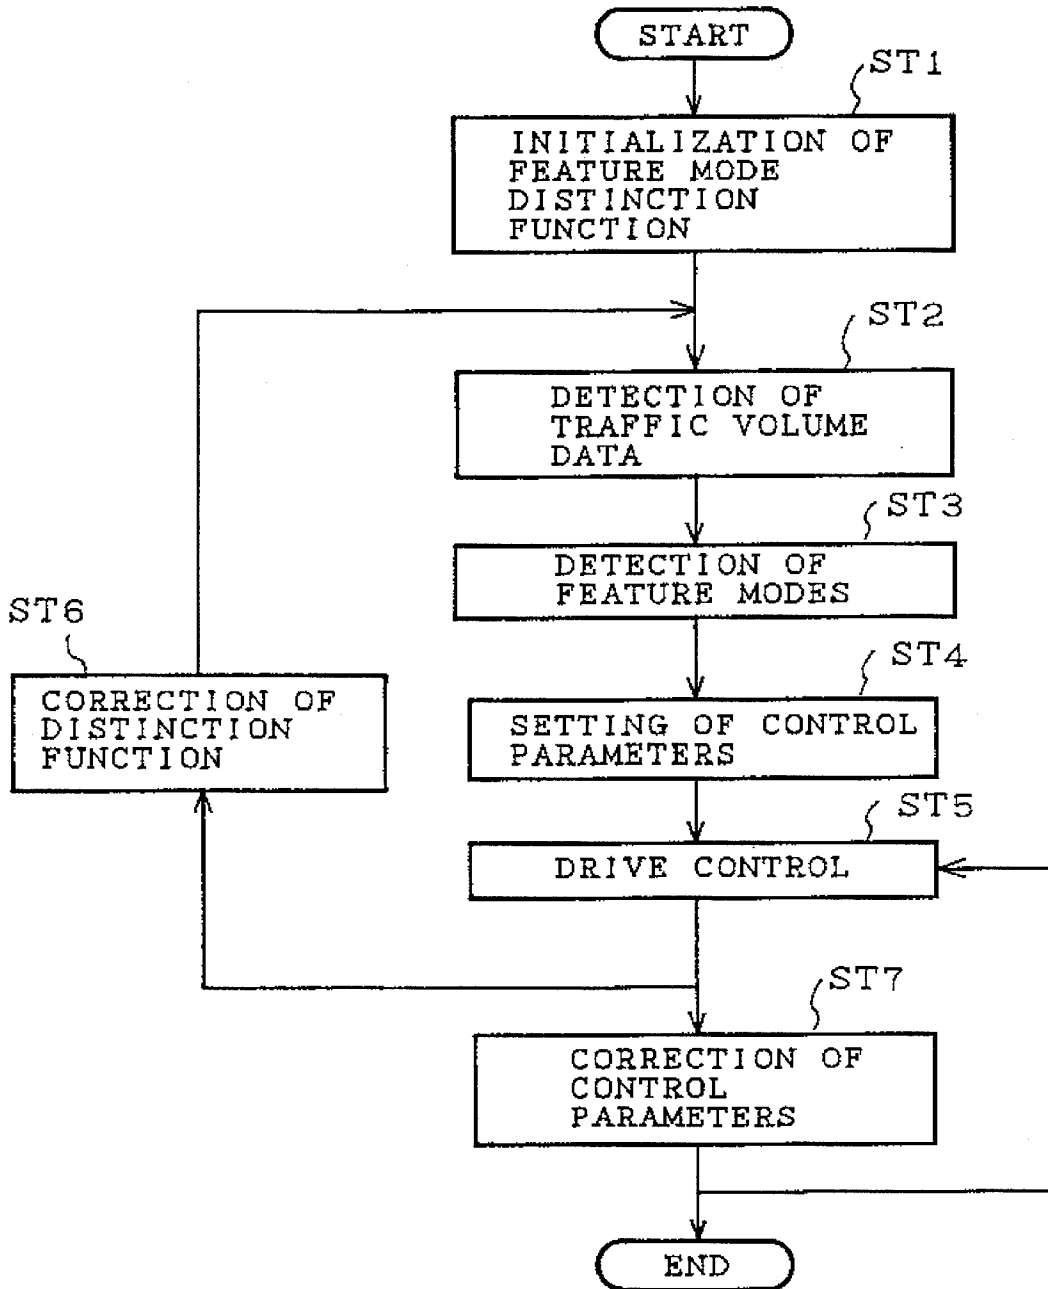 START
ST1
INITIALIZATION OF
FEATURE MODE
DISTINCTION
FUNCTION
ST2
DETECTION OF
TRAFFIC VOLUME
DATA
ST3
DETECTION OF
FEATURE MODES
ST6
CORRECTION OF
DISTINCTION
FUNCTION
ST4
SETTING OF CONTROL
PARAMETERS
ST5
DRIVE CONTROL
ST7
CORRECTION OF
CONTROL
PARAMETERS
END